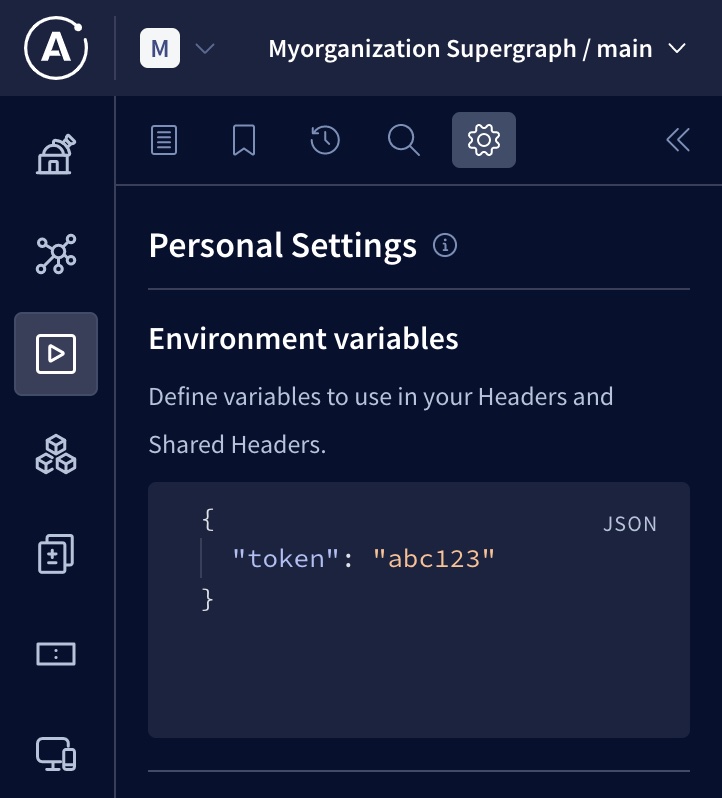 A
M
Myorganization Supergraph / main
Personal Settings
Environment variables
Define variables to use in your Headers and
Shared Headers.
{
JSON
"token": "abc123"
}